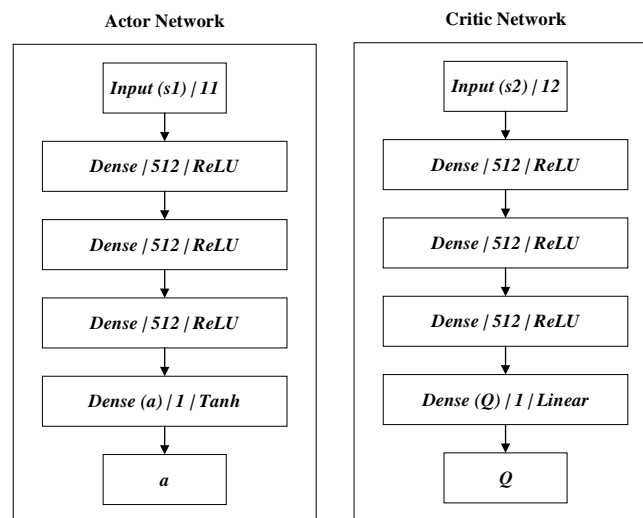 Actor Network
Input (s1) / 11
Dense / 512 / ReLU
Dense / 512 / ReLU
Dense / 512 / ReLU
Dense (a) / 1 / Tanh
a
Critic Network
Input (s2) / 12
Dense / 512 / ReLU
Dense / 512 / ReLU
Dense / 512 / ReLU
Dense (Q) / 1 / Linear
Q